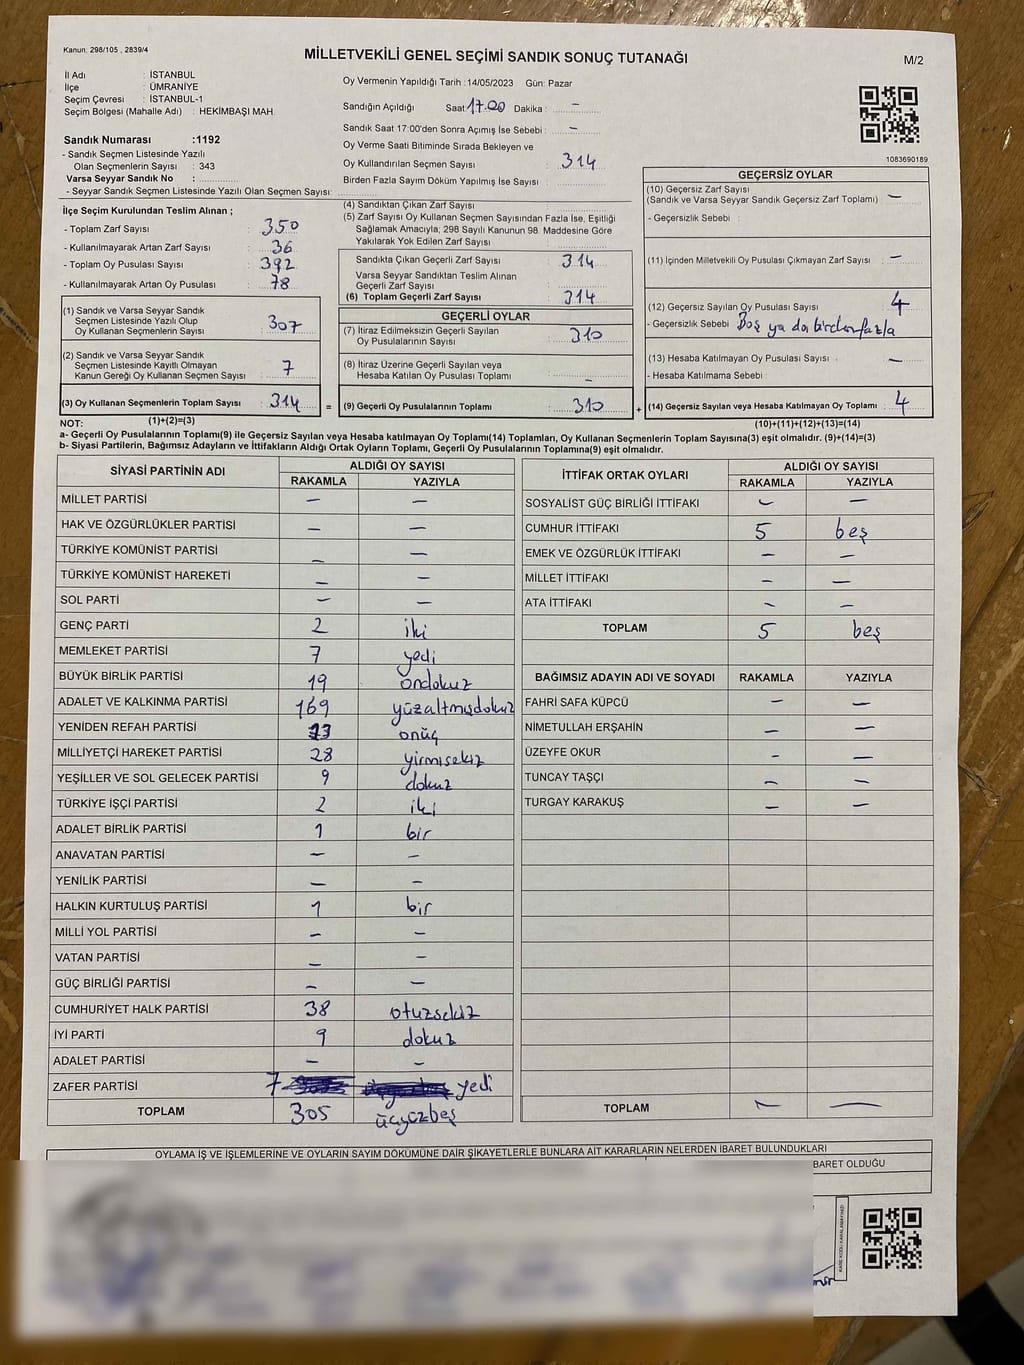 Kanun: 298/105 , 2839/4
MİLLETVEKİLİ GENEL SEÇİMİ SANDIK SONUÇ TUTANAĞI
M/2
İl Adı : İSTANBUL
İlçe : ÜMRANİYE
Seçim Çevresi : İSTANBUL-1
Seçim Bölgesi (Mahalle Adı) : HEKİMBAŞI MAH.
Sandık Numarası :1192
- Sandık Seçmen Listesinde Yazılı
Olan Seçmenlerin Sayısı : 343
Varsa Seyyar Sandık No :
- Seyyar Sandık Seçmen Listesinde Yazılı Olan Seçmen Sayısı:
Oy Vermenin Yapıldığı Tarih : 14/05/2023 Gün: Pazar
Sandığın Açıldığı Saat: 17.00 Dakika : –
Sandık Saat 17:00'den Sonra Açımış İse Sebebi : –
Oy Verme Saati Bitiminde Sırada Bekleyen ve
Oy Kullandırılan Seçmen Sayısı : 314
Birden Fazla Sayım Döküm Yapılmış İse Sayısı :
1083690189
İlçe Seçim Kurulundan Teslim Alınan ;
- Toplam Zarf Sayısı : 350
- Kullanılmayarak Artan Zarf Sayısı : 36
- Toplam Oy Pusulası Sayısı : 392
- Kullanılmayarak Artan Oy Pusulası : 78
(1) Sandık ve Varsa Seyyar Sandık
Seçmen Listesinde Yazılı Olup
Oy Kullanan Seçmenlerin Sayısı : 307
(2) Sandık ve Varsa Seyyar Sandık
Seçmen Listesinde Kayıtlı Olmayan
Kanun Gereği Oy Kullanan Seçmen Sayısı : 7
(3) Oy Kullanan Seçmenlerin Toplam Sayısı : 314
(1)+(2)=(3)
(4) Sandıktan Çıkan Zarf Sayısı :
(5) Zarf Sayısı Oy Kullanan Seçmen Sayısından Fazla İse, Eşitliği
Sağlamak Amacıyla; 298 Sayılı Kanunun 98. Maddesine Göre
Yakılarak Yok Edilen Zarf Sayısı :
Sandıkta Çıkan Geçerli Zarf Sayısı : 314
Varsa Seyyar Sandıktan Teslim Alınan
Geçerli Zarf Sayısı :
(6) Toplam Geçerli Zarf Sayısı : 314
GEÇERLİ OYLAR
(7) İtiraz Edilmeksizin Geçerli Sayılan
Oy Pusulalarının Sayısı : 310
(8) İtiraz Üzerine Geçerli Sayılan veya
Hesaba Katılan Oy Pusulası Toplamı : –
= (9) Geçerli Oy Pusulalarının Toplamı : 310
GEÇERSİZ OYLAR
(10) Geçersiz Zarf Sayısı
(Sandık ve Varsa Seyyar Sandık Geçersiz Zarf Toplamı) : –
- Geçersizlik Sebebi :
(11) İçinden Milletvekili Oy Pusulası Çıkmayan Zarf Sayısı : –
(12) Geçersiz Sayılan Oy Pusulası Sayısı : 4
- Geçersizlik Sebebi : Boş ya da birden fazla
(13) Hesaba Katılmayan Oy Pusulası Sayısı : –
- Hesaba Katılmama Sebebi :
+ (14) Geçersiz Sayılan veya Hesaba Katılmayan Oy Toplamı : 4
(10)+(11)+(12)+(13)=(14)
NOT:
a- Geçerli Oy Pusulalarının Toplamı(9) ile Geçersiz Sayılan veya Hesaba katılmayan Oy Toplamı(14) Toplamları, Oy Kullanan Seçmenlerin Toplam Sayısına(3) eşit olmalıdır. (9)+(14)=(3)
b- Siyasi Partilerin, Bağımsız Adayların ve İttifakların Aldığı Ortak Oyların Toplamı, Geçerli Oy Pusulalarının Toplamına(9) eşit olmalıdır.
SİYASİ PARTİNİN ADI ALDIĞI OY SAYISI
RAKAMLA YAZIYLA
MİLLET PARTİSİ – –
HAK VE ÖZGÜRLÜKLER PARTİSİ – –
TÜRKİYE KOMÜNİST PARTİSİ – –
TÜRKİYE KOMÜNİST HAREKETİ – –
SOL PARTİ – –
GENÇ PARTİ 2 iki
MEMLEKET PARTİSİ 7 yedi
BÜYÜK BİRLİK PARTİSİ 19 ondokuz
ADALET VE KALKINMA PARTİSİ 169 yüzaltmışdokuz
YENİDEN REFAH PARTİSİ 13 onüç
MİLLİYETÇİ HAREKET PARTİSİ 28 yirmisekiz
YEŞİLLER VE SOL GELECEK PARTİSİ 9 dokuz
TÜRKİYE İŞÇİ PARTİSİ 2 iki
ADALET BİRLİK PARTİSİ 1 bir
ANAVATAN PARTİSİ – –
YENİLİK PARTİSİ – –
HALKIN KURTULUŞ PARTİSİ 1 bir
MİLLİ YOL PARTİSİ – –
VATAN PARTİSİ – –
GÜÇ BİRLİĞİ PARTİSİ – –
CUMHURİYET HALK PARTİSİ 38 otuzsekiz
İYİ PARTİ 9 dokuz
ADALET PARTİSİ – –
ZAFER PARTİSİ 7 yedi
TOPLAM 305 üçyüzbeş
İTTİFAK ORTAK OYLARI ALDIĞI OY SAYISI
RAKAMLA YAZIYLA
SOSYALİST GÜÇ BİRLİĞİ İTTİFAKI – –
CUMHUR İTTİFAKI 5 beş
EMEK VE ÖZGÜRLÜK İTTİFAKI – –
MİLLET İTTİFAKI – –
ATA İTTİFAKI – –
TOPLAM 5 beş
BAĞIMSIZ ADAYIN ADI VE SOYADI RAKAMLA YAZIYLA
FAHRİ SAFA KÜPCÜ – –
NİMETULLAH ERŞAHİN – –
ÜZEYFE OKUR – –
TUNCAY TAŞÇI – –
TURGAY KARAKUŞ – –
TOPLAM – –
OYLAMA İŞ VE İŞLEMLERİNE VE OYLARIN SAYIM DÖKÜMÜNE DAİR ŞİKAYETLERLE BUNLARA AİT KARARLARIN NELERDEN İBARET BULUNDUKLARI
BARET OLDUĞU